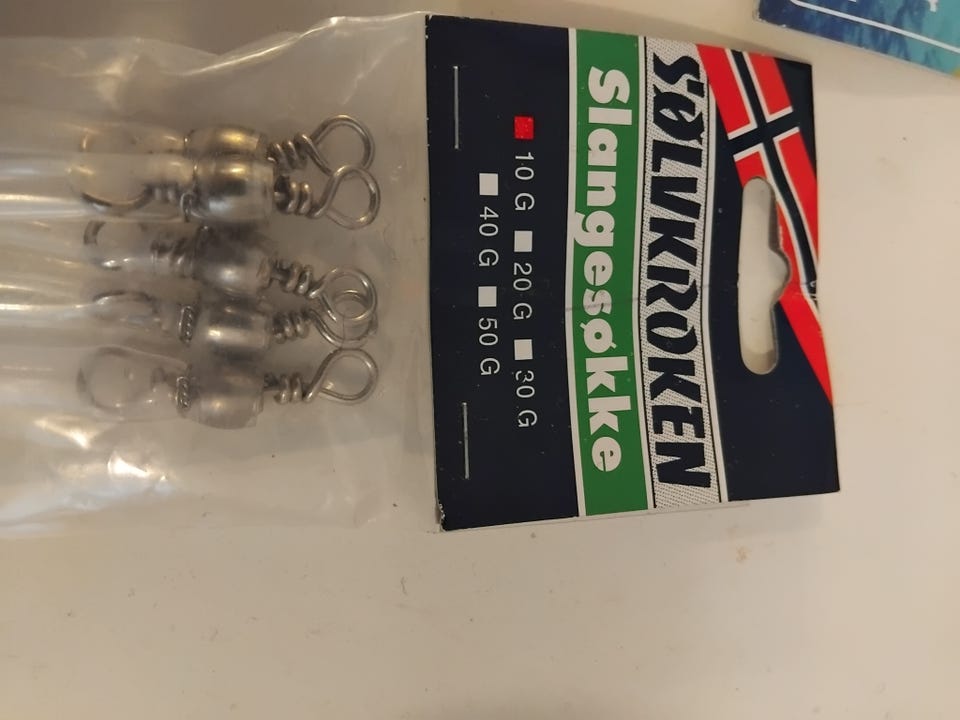 SØLVKROKEN
Slangesøkke
10 G 20 G 30 G
40 G 50 G